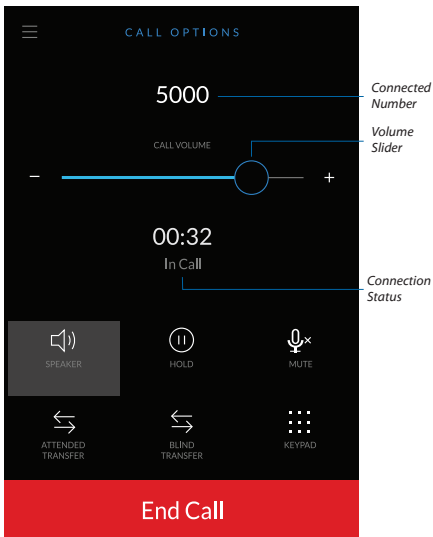 CALL OPTIONS
5000
Connected
Number
CALL VOLUME
Volume
Slider
− +
00:32
In Call
Connection
Status
SPEAKER HOLD MUTE
ATTENDED
TRANSFER
BLIND
TRANSFER
KEYPAD
End Call